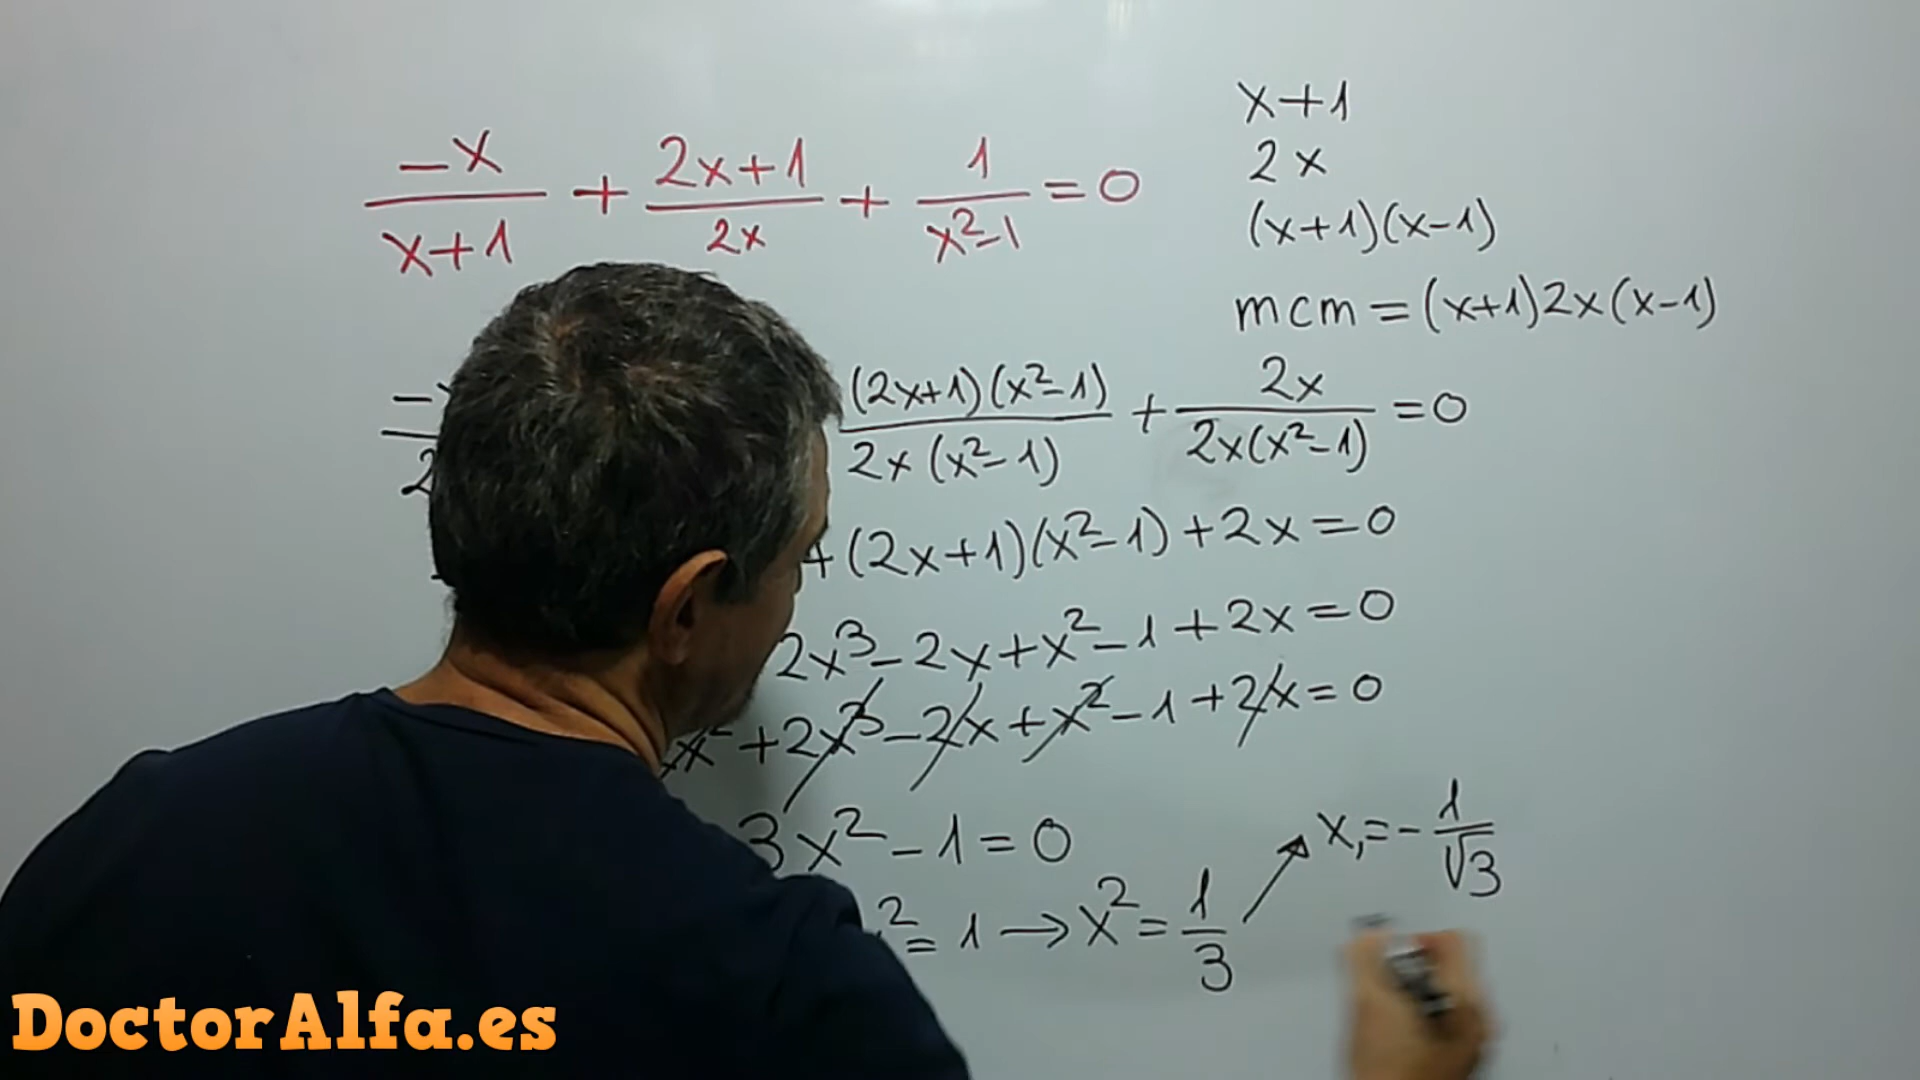 -x/x+1 + 2x+1/2x + 1/x²-1 = 0
x+1
2x
(x+1)(x-1)
mcm = (x+1)2x(x-1)
(2x+1)(x²-1)/2x(x²-1) + 2x/2x(x²-1) = 0
+(2x+1)(x²-1)+2x=0
2x³-2x+x²-1+2x=0
x²+2x³-2x+x²-1+2x=0
3x²-1=0
²=1 → x²=1/3
x₁=-1/√3
DoctorAlfa.es